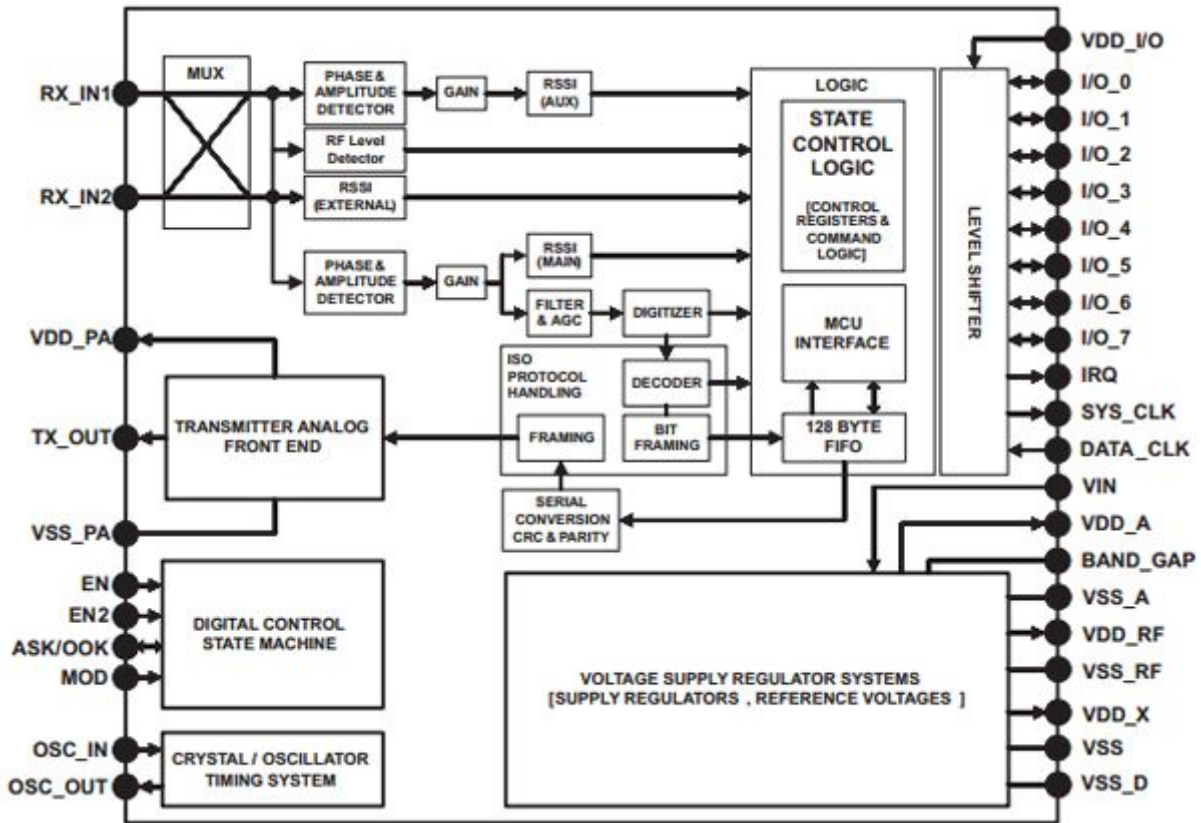 VDD_I/O
MUX
PHASE &
AMPLITUDE
DETECTOR
GAIN
RSSI
(AUX)
LOGIC
RX_IN1
I/O_0
RF Level
Detector
STATE
CONTROL
LOGIC
I/O_1
I/O_2
RX_IN2
RSSI
(EXTERNAL)
[CONTROL
REGISTERS &
COMMAND
LOGIC]
I/O_3
I/O_4
LEVEL SHIFTER
PHASE &
AMPLITUDE
DETECTOR
GAIN
RSSI
(MAIN)
I/O_5
FILTER
& AGC
DIGITIZER
MCU
INTERFACE
I/O_6
I/O_7
VDD_PA
ISO
PROTOCOL
HANDLING
DECODER
IRQ
SYS_CLK
TRANSMITTER ANALOG
FRONT END
TX_OUT
FRAMING
BIT
FRAMING
128 BYTE
FIFO
DATA_CLK
VIN
SERIAL
CONVERSION
CRC & PARITY
VSS_PA
VDD_A
BAND_GAP
EN
EN2
ASK/OOK
MOD
DIGITAL CONTROL
STATE MACHINE
VSS_A
VDD_RF
VSS_RF
VOLTAGE SUPPLY REGULATOR SYSTEMS
[SUPPLY REGULATORS , REFERENCE VOLTAGES ]
VDD_X
VSS
VSS_D
OSC_IN
OSC_OUT
CRYSTAL / OSCILLATOR
TIMING SYSTEM